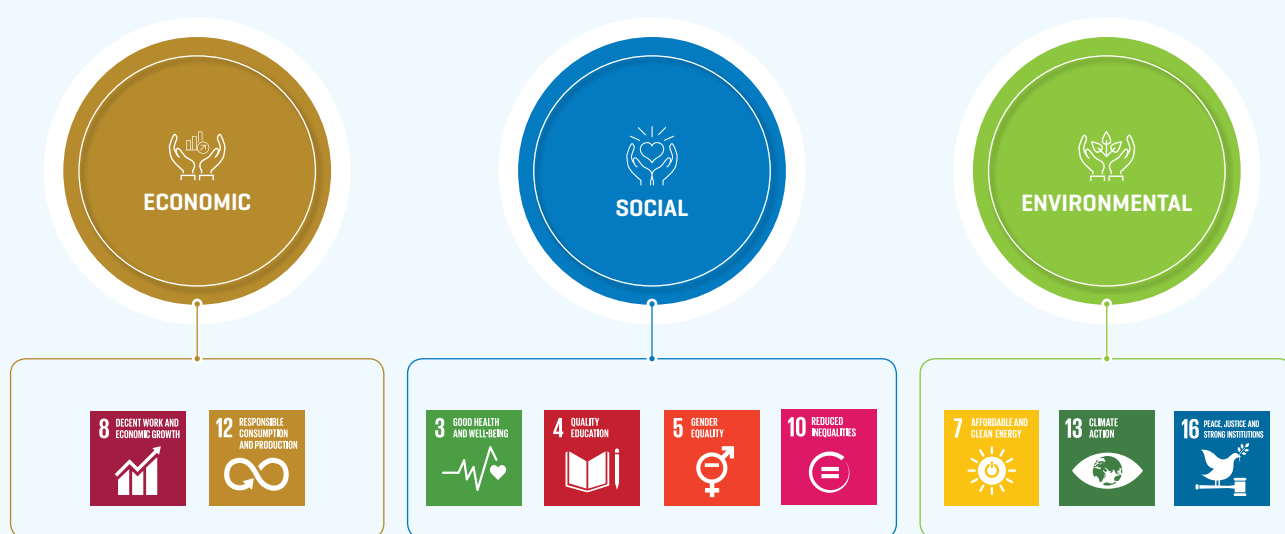 ECONOMIC
SOCIAL
ENVIRONMENTAL
8 DECENT WORK AND
ECONOMIC GROWTH
12 RESPONSIBLE
CONSUMPTION
AND PRODUCTION
3 GOOD HEALTH
AND WELL-BEING
4 QUALITY
EDUCATION
5 GENDER
EQUALITY
10 REDUCED
INEQUALITIES
7 AFFORDABLE AND
CLEAN ENERGY
13 CLIMATE
ACTION
16 PEACE, JUSTICE AND
STRONG INSTITUTIONS